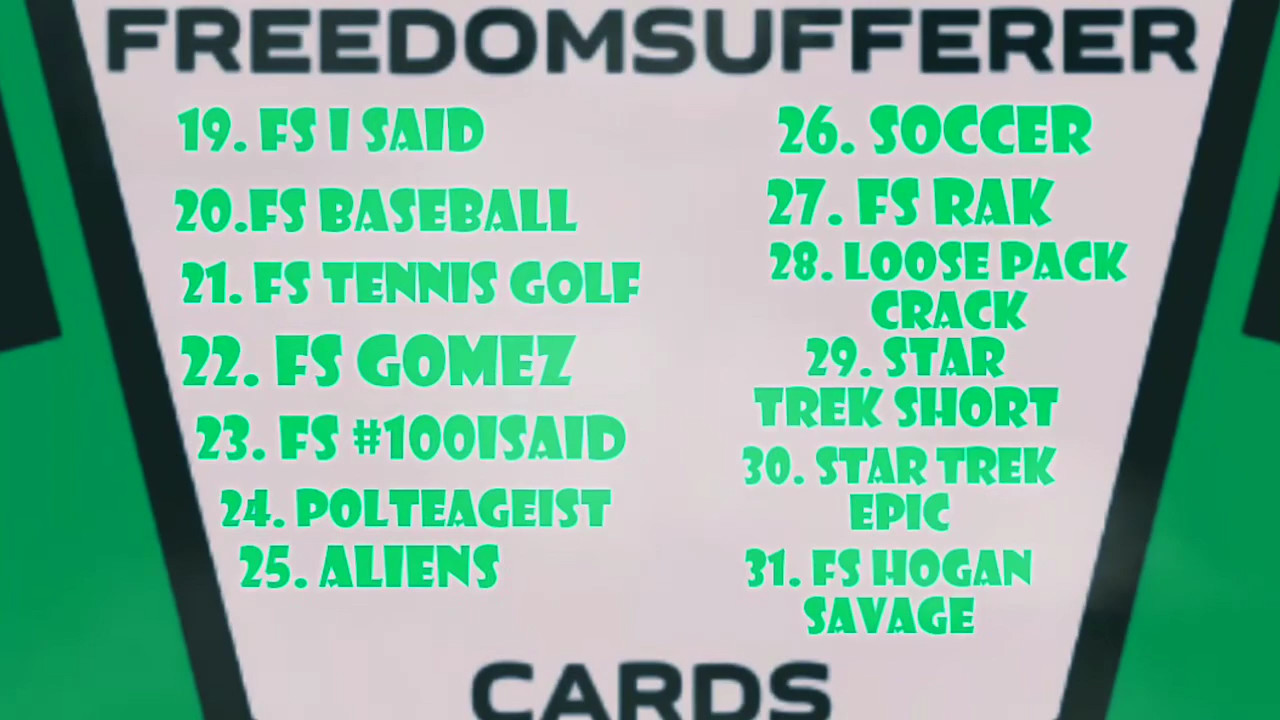 FREEDOMSUFFERER
19. FS I SAID
20.FS BASEBALL
21. FS TENNIS GOLF
22. FS GOMEZ
23. FS #100ISAID
24. POLTEAGEIST
25. ALIENS
26. SOCCER
27. FS RAK
28. LOOSE PACK
CRACK
29. STAR
TREK SHORT
30. STAR TREK
EPIC
31. FS HOGAN
SAVAGE
CARDS